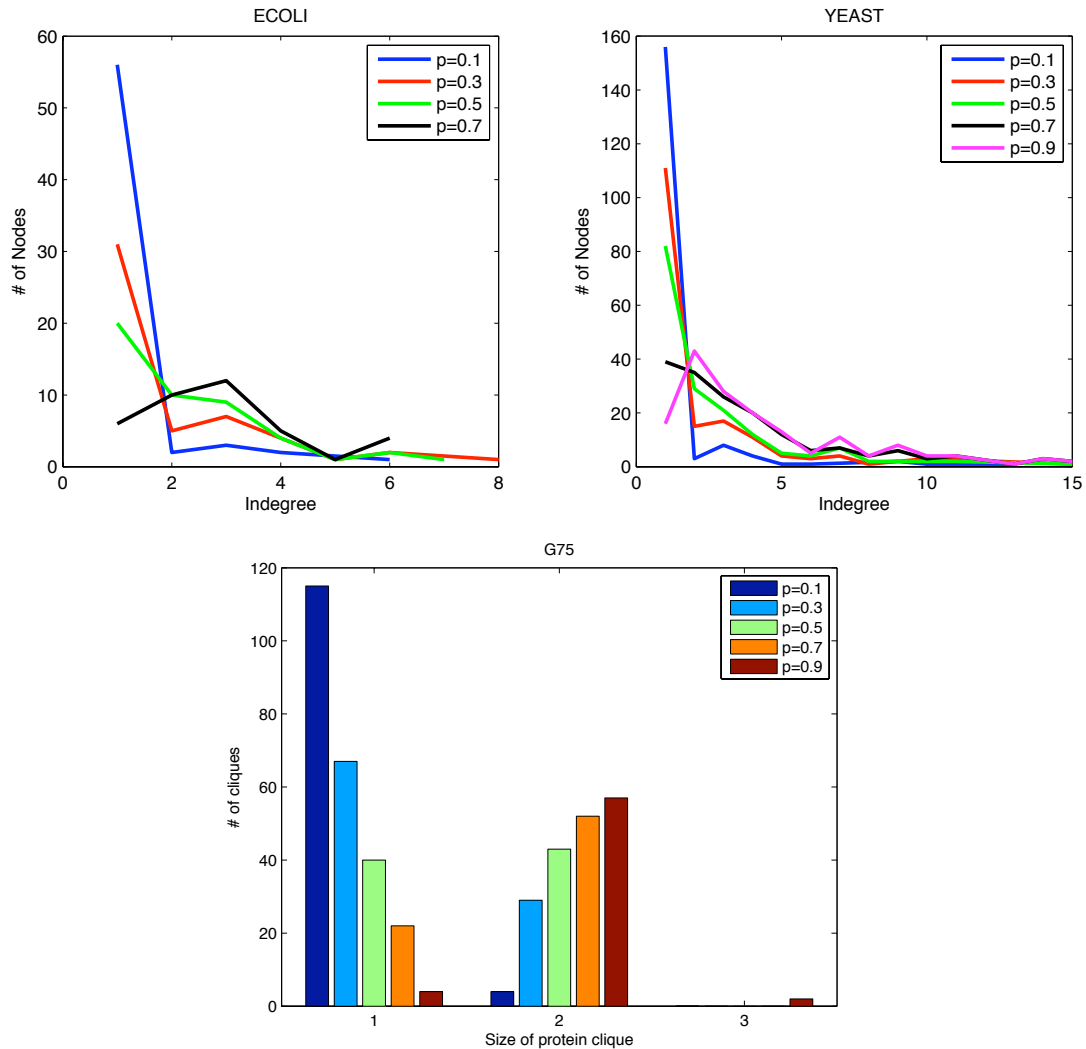 ECOLI
60
50
40
30
20
10
0
0 2 4 6 8
# of Nodes
Indegree
p=0.1
p=0.3
p=0.5
p=0.7
YEAST
160
140
120
100
80
60
40
20
0
0 5 10 15
# of Nodes
Indegree
p=0.1
p=0.3
p=0.5
p=0.7
p=0.9
G75
120
100
80
60
40
20
0
1 2 3
# of cliques
Size of protein clique
p=0.1
p=0.3
p=0.5
p=0.7
p=0.9